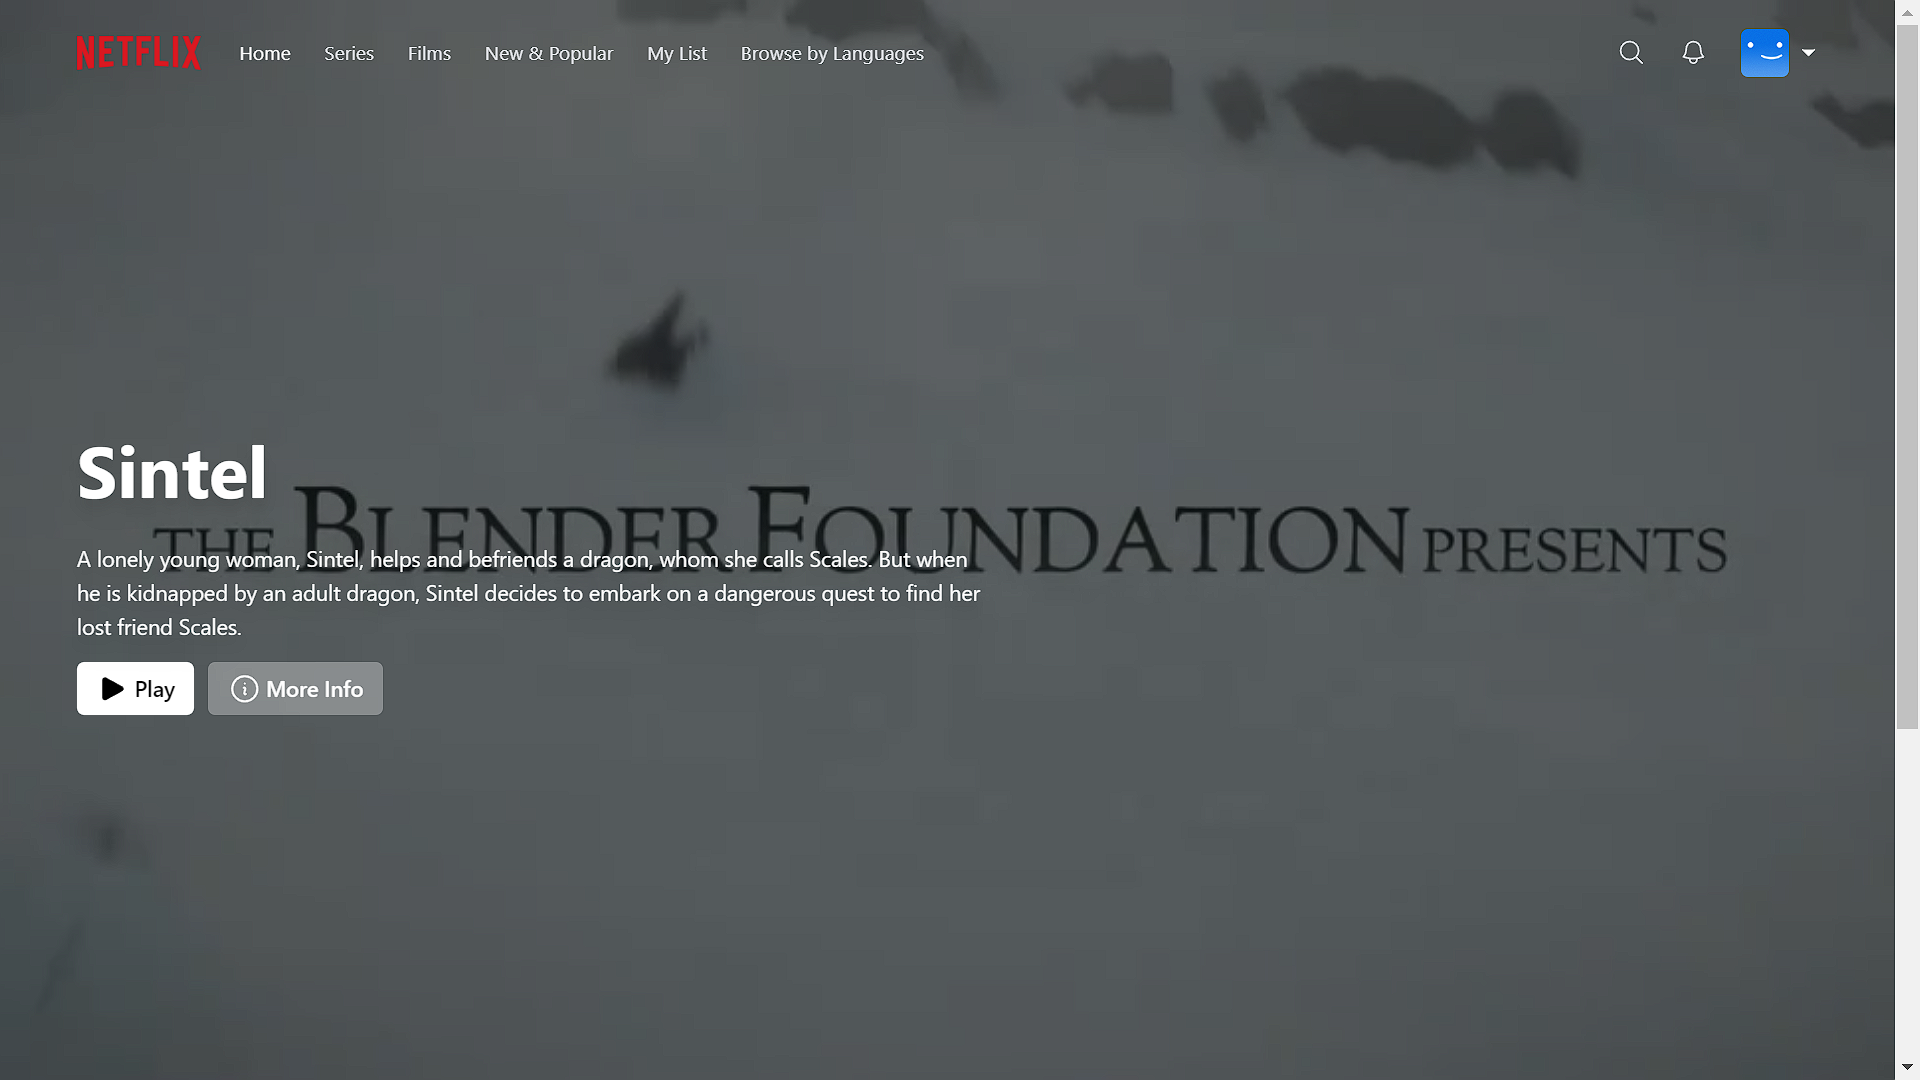 NETFLIX
Home
Series
Films
New & Popular
My List
Browse by Languages
Sintel
THE BLENDER FOUNDATION PRESENTS
A lonely young woman, Sintel, helps and befriends a dragon, whom she calls Scales. But when
he is kidnapped by an adult dragon, Sintel decides to embark on a dangerous quest to find her
lost friend Scales.
Play
More Info